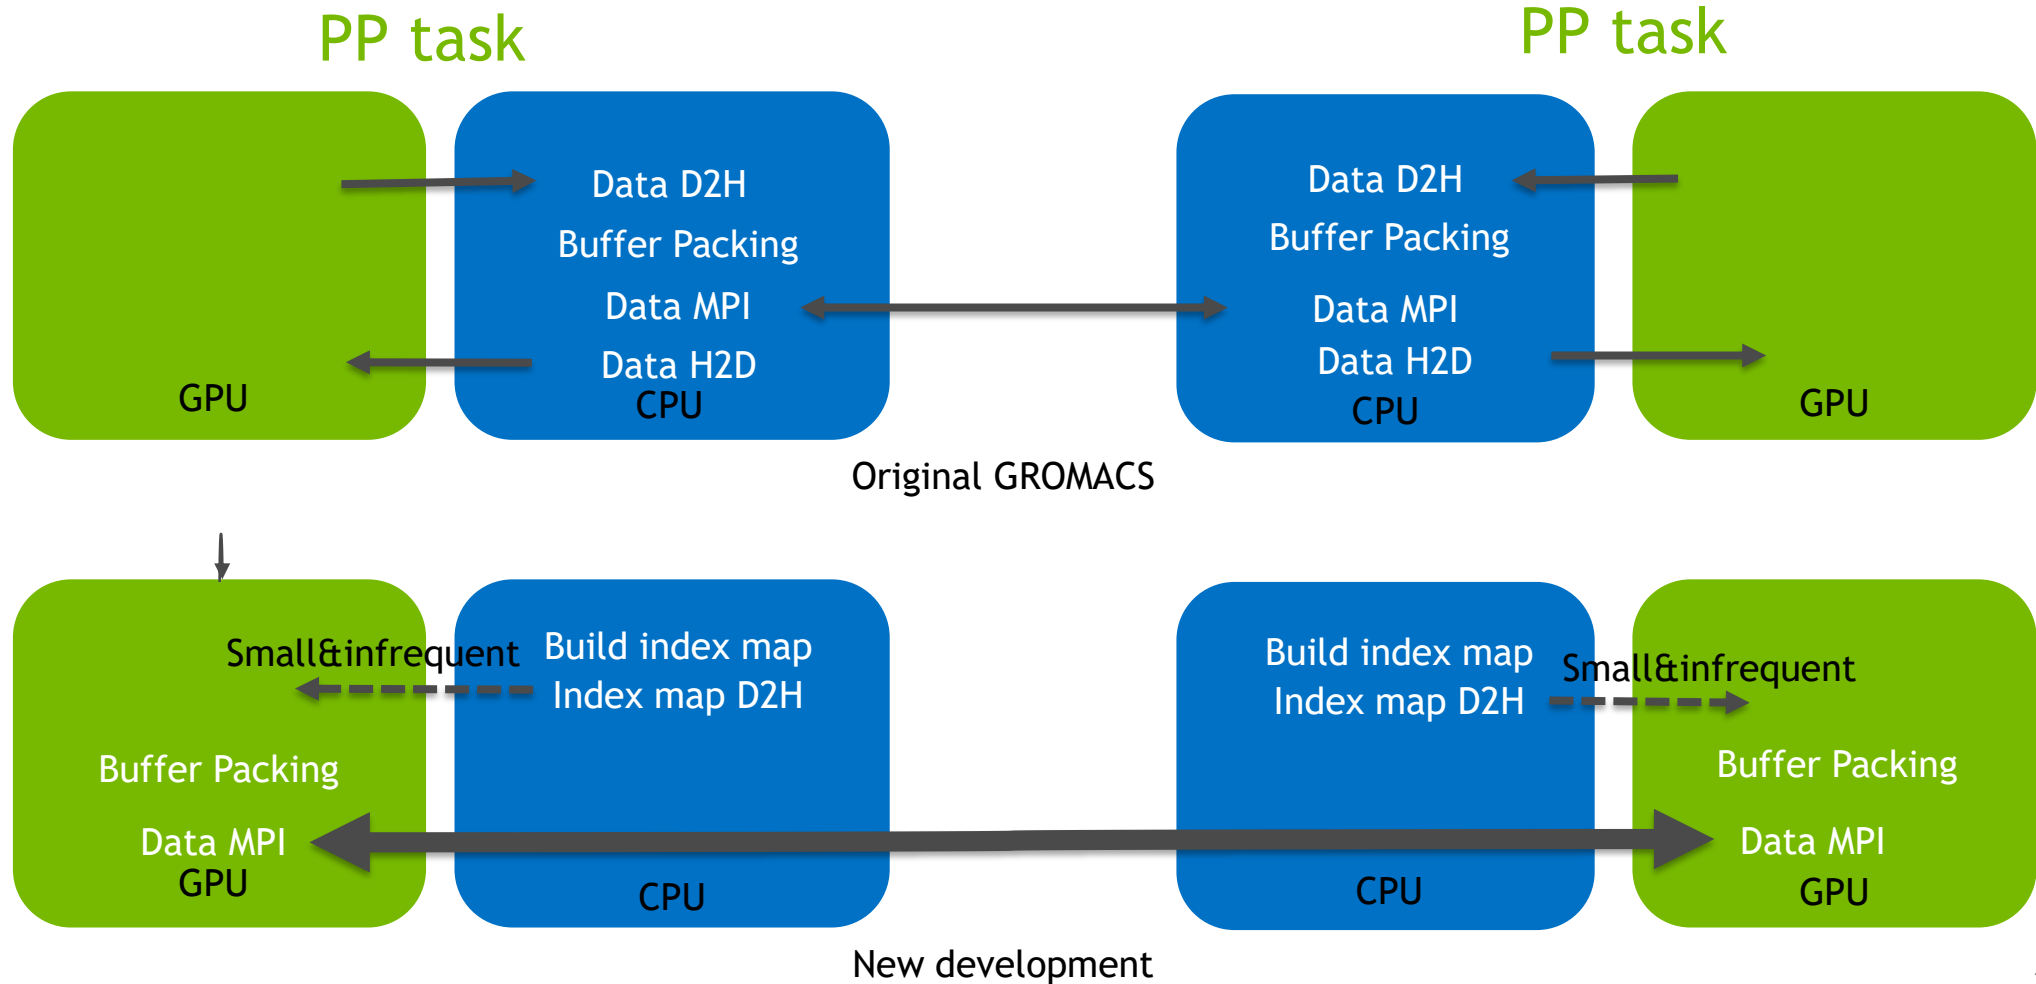 PP task
PP task
Data D2H
Buffer Packing
Data MPI
Data H2D
GPU
CPU
Data D2H
Buffer Packing
Data MPI
Data H2D
CPU
GPU
Original GROMACS
Small&infrequent
Build index map
Index map D2H
Buffer Packing
Data MPI
GPU
CPU
Build index map
Index map D2H
Small&infrequent
Buffer Packing
Data MPI
CPU
GPU
New development